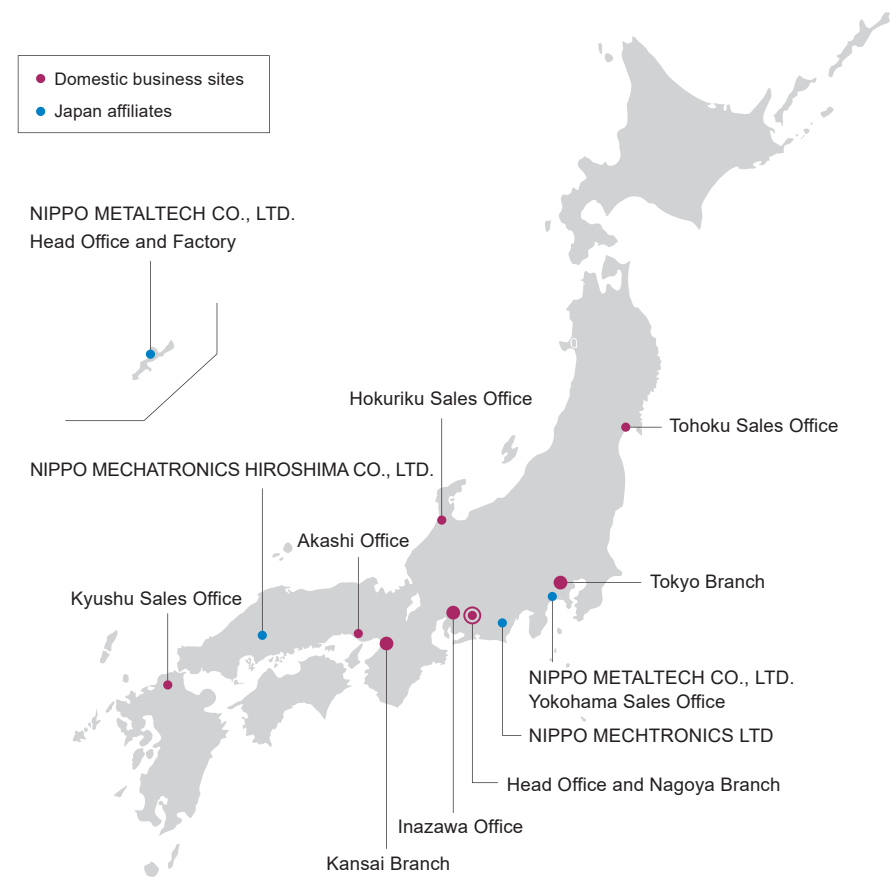 Domestic business sites
Japan affiliates
NIPPO METALTECH CO., LTD.
Head Office and Factory
Hokuriku Sales Office
Tohoku Sales Office
NIPPO MECHATRONICS HIROSHIMA CO., LTD.
Akashi Office
Tokyo Branch
Kyushu Sales Office
NIPPO METALTECH CO., LTD.
Yokohama Sales Office
NIPPO MECHTRONICS LTD
Head Office and Nagoya Branch
Inazawa Office
Kansai Branch